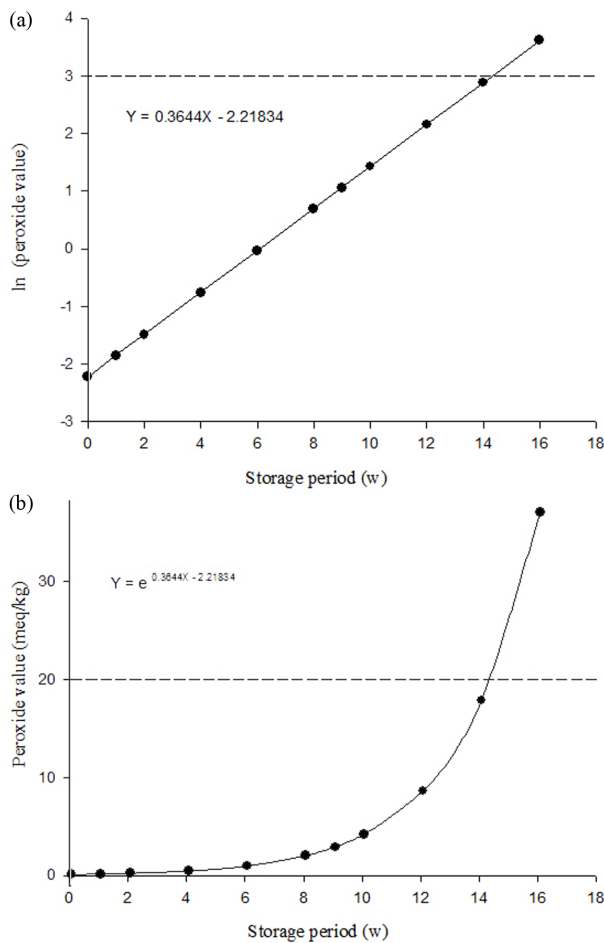 (a)
4
3
2
1
0
-1
-2
-3
Y = 0.3644X - 2.21834
ln (peroxide value)
0 2 4 6 8 10 12 14 16 18
Storage period (w)
(b)
30
20
10
0
Y = e 0.3644X - 2.21834
Peroxide value (meq/kg)
0 2 4 6 8 10 12 14 16 18
Storage period (w)